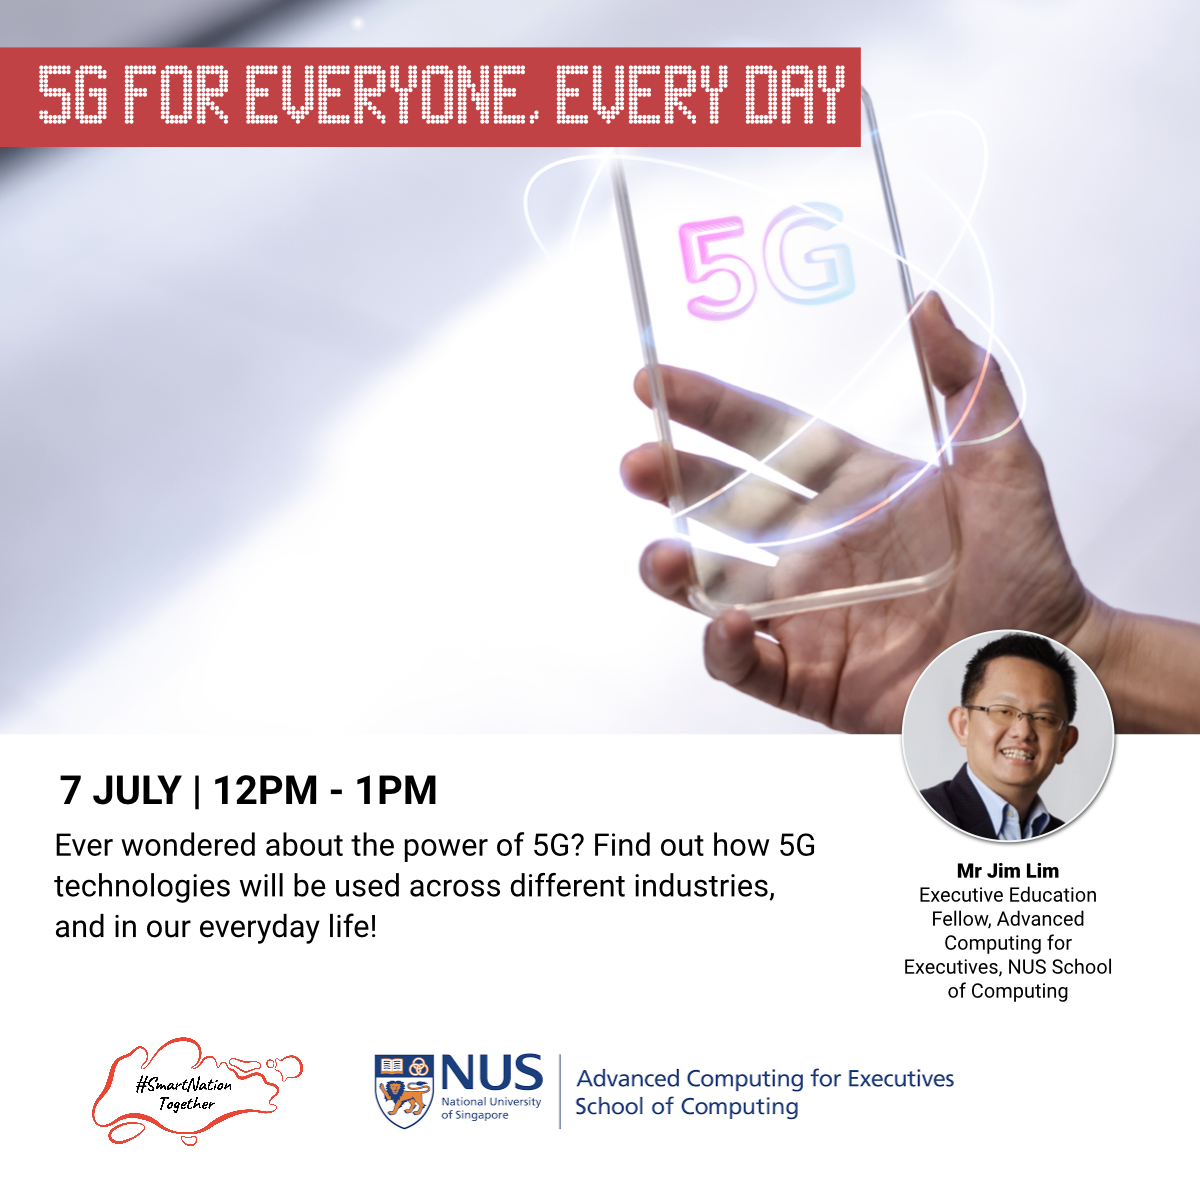 5G FOR EVERYONE, EVERY DAY
5G
7 JULY | 12PM - 1PM
Ever wondered about the power of 5G? Find out how 5G
technologies will be used across different industries,
and in our everyday life!
Mr Jim Lim
Executive Education
Fellow, Advanced
Computing for
Executives, NUS School
of Computing
#SmartNation
Together
NUS
National University
of Singapore
Advanced Computing for Executives
School of Computing